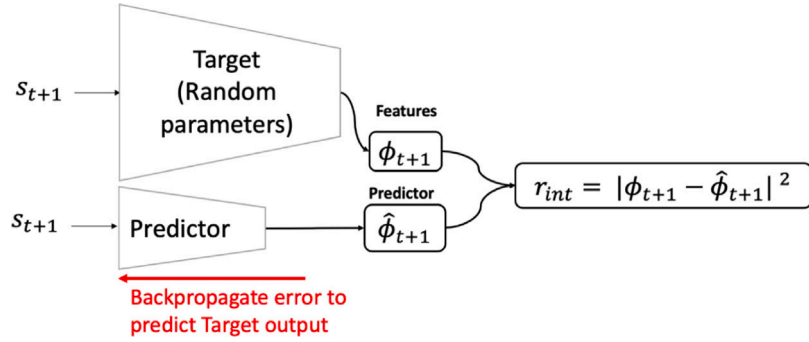 Target
(Random
parameters)
s_{t+1}
Features
ϕ_{t+1}
r_{int} = |ϕ_{t+1} − ϕ̂_{t+1}|²
Predictor
s_{t+1}
Predictor
ϕ̂_{t+1}
Backpropagate error to
predict Target output